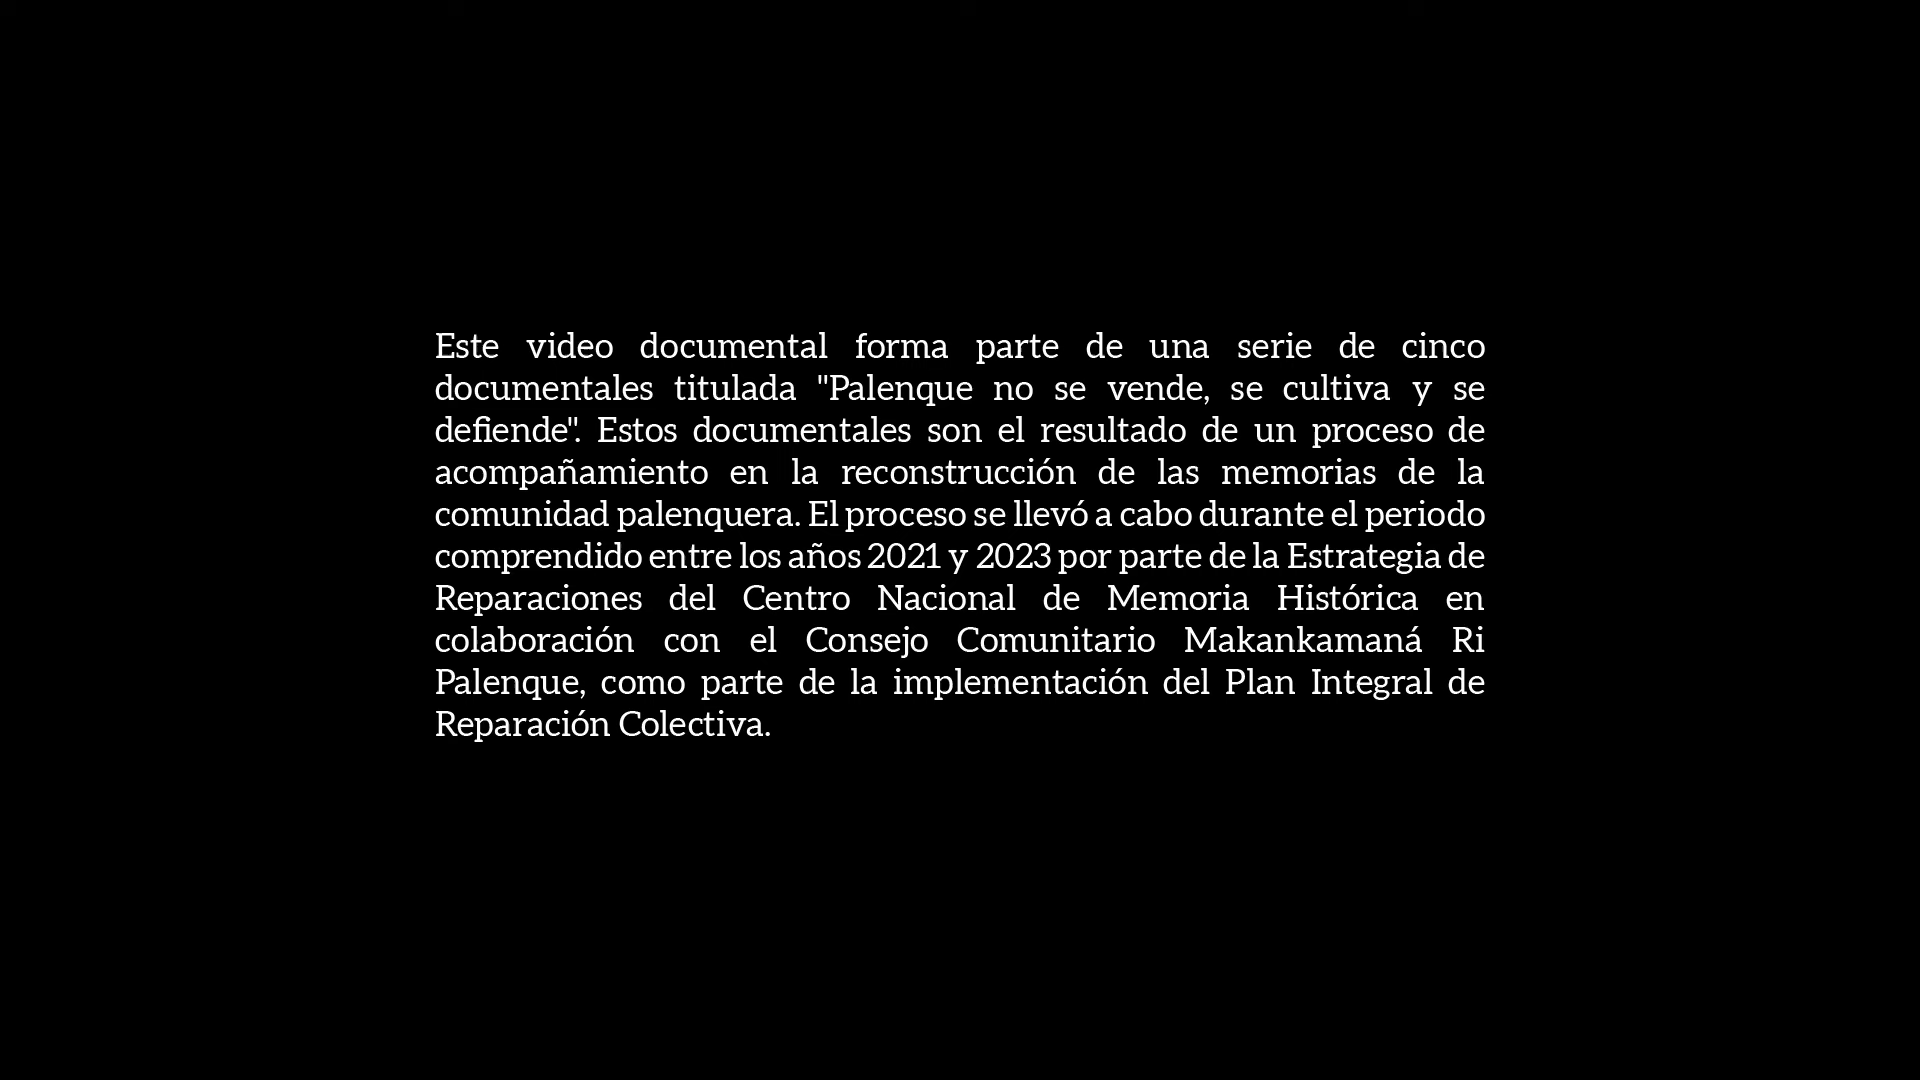 Este video documental forma parte de una serie de cinco
documentales titulada "Palenque no se vende, se cultiva y se
defiende". Estos documentales son el resultado de un proceso de
acompañamiento en la reconstrucción de las memorias de la
comunidad palenquera. El proceso se llevó a cabo durante el periodo
comprendido entre los años 2021 y 2023 por parte de la Estrategia de
Reparaciones del Centro Nacional de Memoria Histórica en
colaboración con el Consejo Comunitario Makankamaná Ri
Palenque, como parte de la implementación del Plan Integral de
Reparación Colectiva.